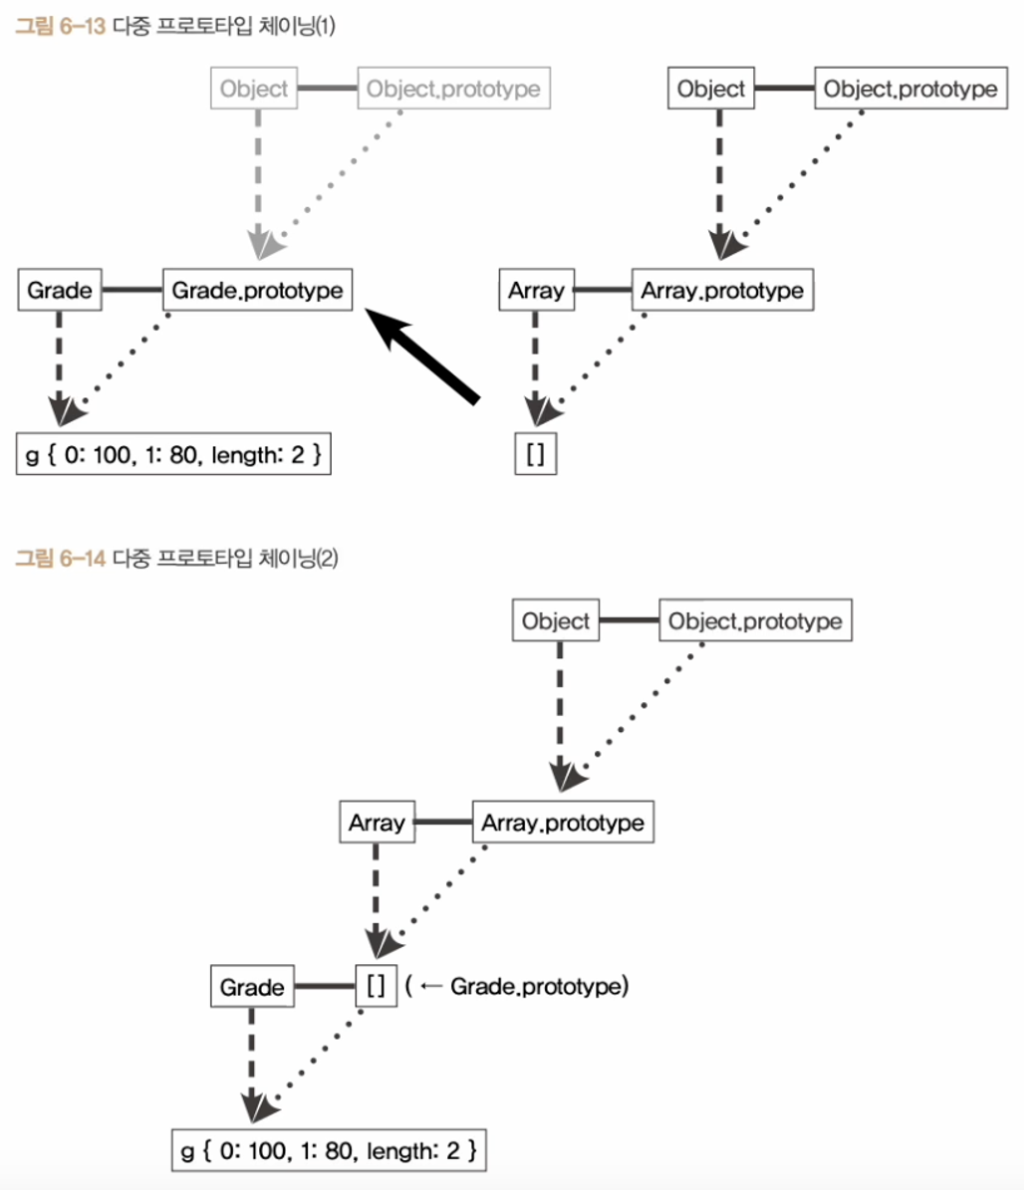 그림 6-13 다중 프로토타입 체이닝(1)
Object Object.prototype Object Object.prototype
Grade Grade.prototype Array Array.prototype
g { 0: 100, 1: 80, length: 2 } []
그림 6-14 다중 프로토타입 체이닝(2)
Object Object.prototype
Array Array.prototype
Grade [] ( ← Grade.prototype)
g { 0: 100, 1: 80, length: 2 }